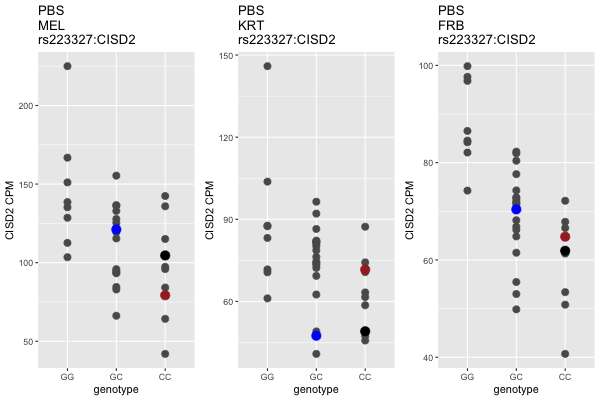 PBS
MEL
rs223327:CISD2
CISD2 CPM
200
150
100
50
GG
GC
CC
genotype
PBS
KRT
rs223327:CISD2
CISD2 CPM
150
120
90
60
GG
GC
CC
genotype
PBS
FRB
rs223327:CISD2
CISD2 CPM
100
80
60
40
GG
GC
CC
genotype